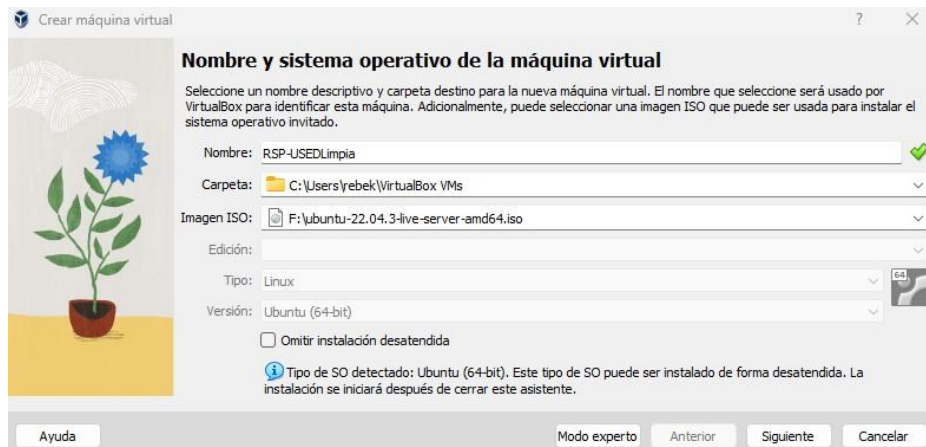 Crear máquina virtual
?
Nombre y sistema operativo de la máquina virtual
Seleccione un nombre descriptivo y carpeta destino para la nueva máquina virtual. El nombre que seleccione será usado por
VirtualBox para identificar esta máquina. Adicionalmente, puede seleccionar una imagen ISO que puede ser usada para instalar el
sistema operativo invitado.
Nombre: RSP-USEDLimpia
Carpeta: C:\Users\rebek\VirtualBox VMs
Imagen ISO: F:\ubuntu-22.04.3-live-server-amd64.iso
Edición:
Tipo: Linux
64
Versión: Ubuntu (64-bit)
Omitir instalación desatendida
Tipo de SO detectado: Ubuntu (64-bit). Este tipo de SO puede ser instalado de forma desatendida. La
instalación se iniciará después de cerrar este asistente.
Ayuda Modo experto Anterior Siguiente Cancelar